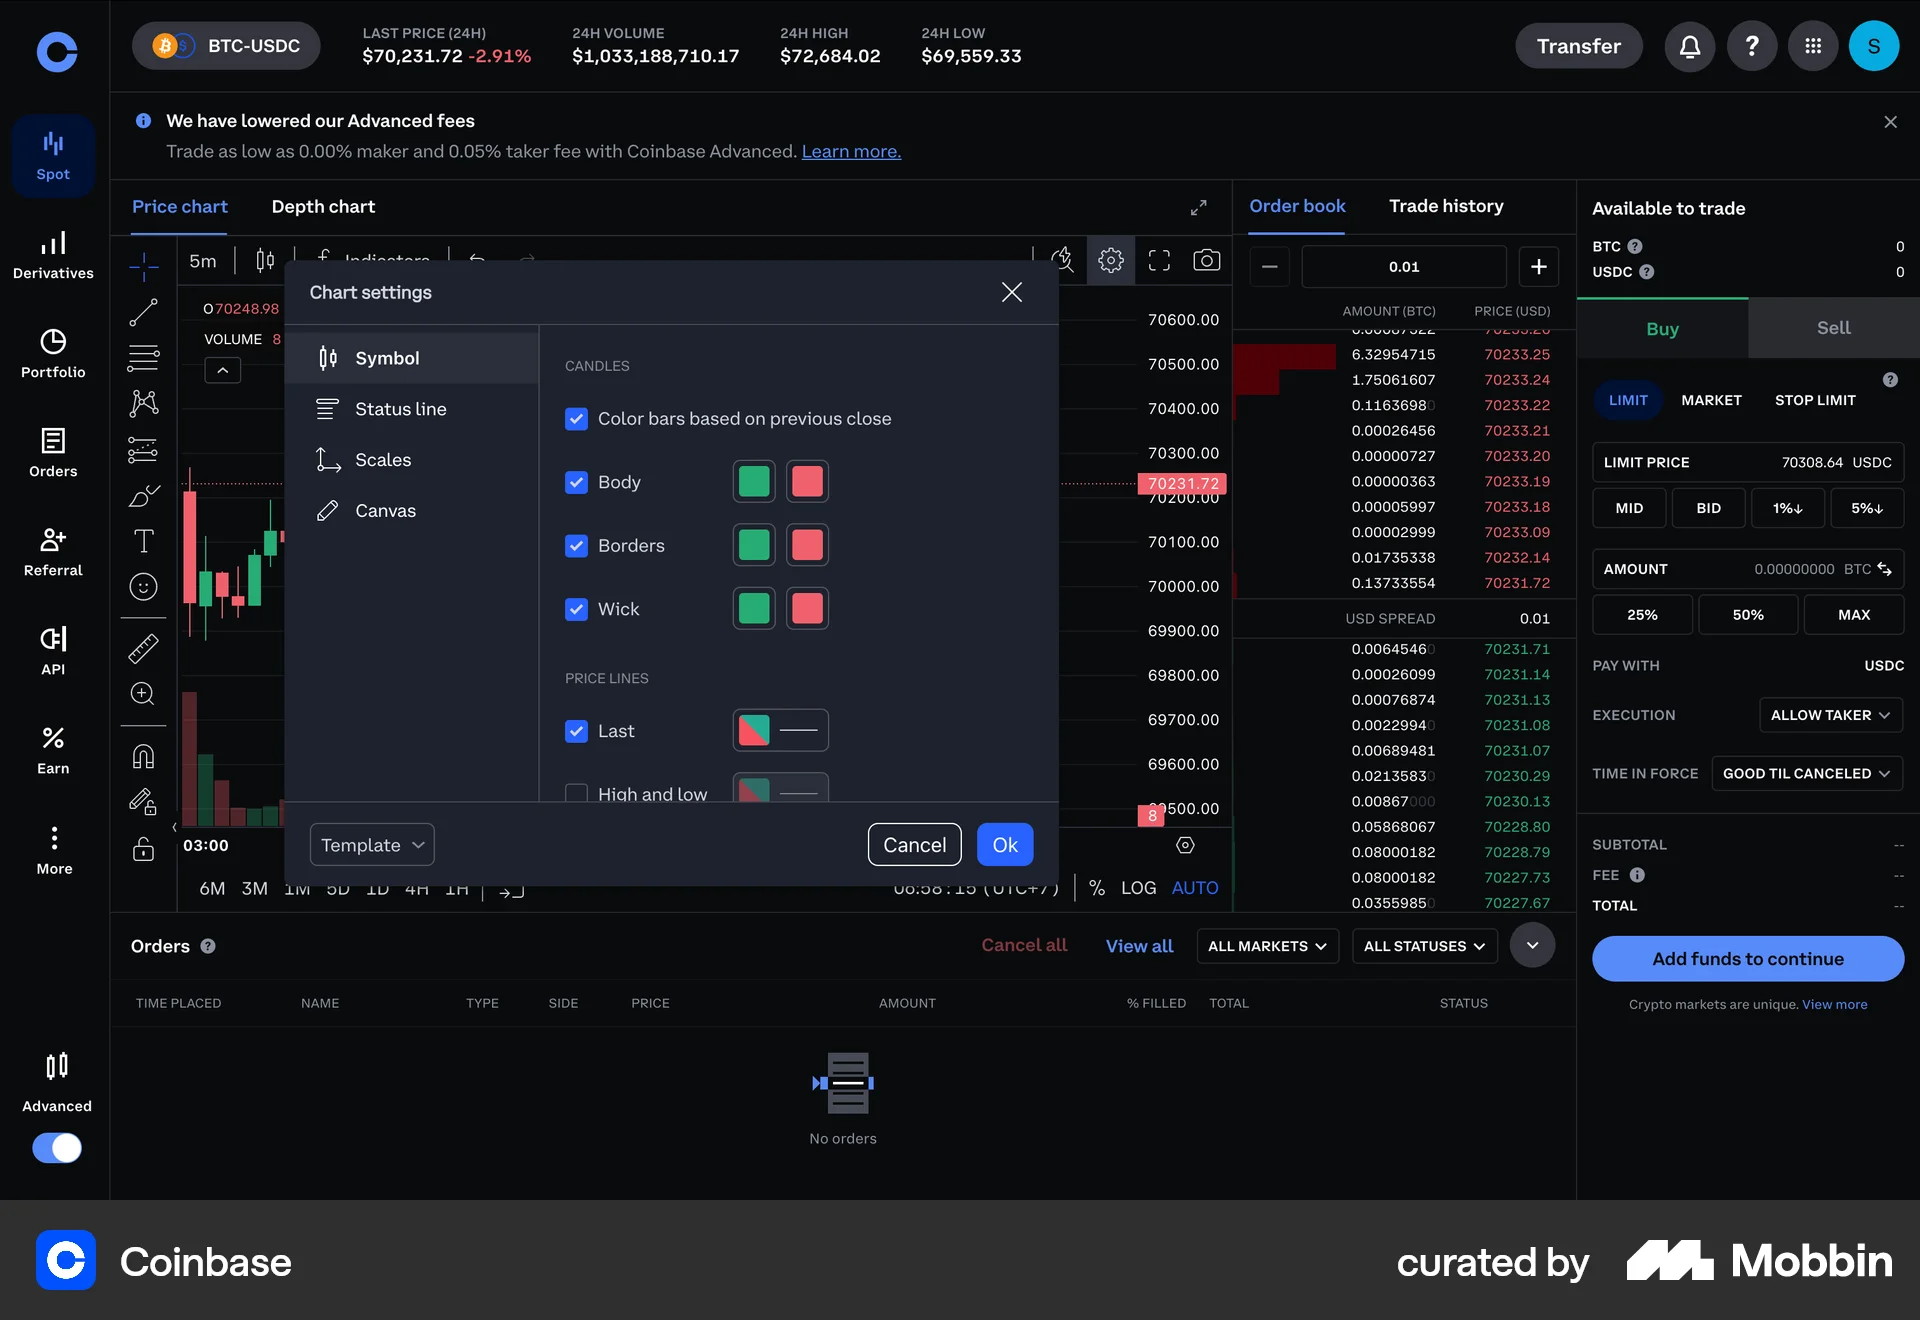 BTC-USDC
LAST PRICE (24H)
$70,231.72 -2.91%
24H VOLUME
$1,033,188,710.17
24H HIGH
$72,684.02
24H LOW
$69,559.33
Transfer
?
S
We have lowered our Advanced fees
Trade as low as 0.00% maker and 0.05% taker fee with Coinbase Advanced. Learn more.
Spot
Derivatives
Portfolio
Orders
Referral
API
Earn
More
Advanced
Price chart
Depth chart
5m
Indicators
O70248.98
VOLUME 8
Chart settings
Symbol
Status line
Scales
Canvas
CANDLES
Color bars based on previous close
Body
Borders
Wick
PRICE LINES
Last
High and low
Template
Cancel
Ok
70600.00
70500.00
70400.00
70300.00
70231.72
70200.00
70100.00
70000.00
69900.00
69800.00
69700.00
69600.00
8
03:00
6M 3M 1M 5D 1D 4H 1H
06:58:15 (UTC+7)
% LOG AUTO
Order book
Trade history
0.01
AMOUNT (BTC) PRICE (USD)
6.32954715 70233.25
1.75061607 70233.24
0.11636980 70233.22
0.00026456 70233.21
0.00000727 70233.20
0.00000363 70233.19
0.00005997 70233.18
0.00002999 70233.09
0.01735338 70232.14
0.13733554 70231.72
USD SPREAD 0.01
0.00645460 70231.71
0.00026099 70231.14
0.00076874 70231.13
0.00229940 70231.08
0.00689481 70231.07
0.02135830 70230.29
0.00867000 70230.13
0.05868067 70228.80
0.08000182 70228.79
0.08000182 70227.73
0.03559850 70227.67
Available to trade
BTC ? 0
USDC ? 0
Buy
Sell
?
LIMIT
MARKET
STOP LIMIT
LIMIT PRICE 70308.64 USDC
MID
BID
1%↓
5%↓
AMOUNT 0.00000000 BTC
25%
50%
MAX
PAY WITH USDC
EXECUTION ALLOW TAKER
TIME IN FORCE GOOD TIL CANCELED
SUBTOTAL --
FEE --
TOTAL --
Add funds to continue
Crypto markets are unique. View more
Orders ?
Cancel all
View all
ALL MARKETS
ALL STATUSES
TIME PLACED NAME TYPE SIDE PRICE AMOUNT % FILLED TOTAL STATUS
No orders
Coinbase
curated by Mobbin